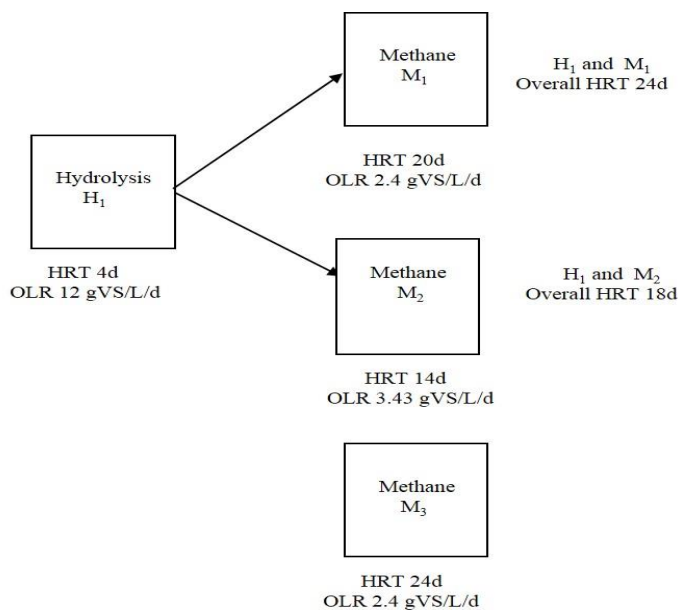 Methane
M₁
H₁ and M₁
Overall HRT 24d
HRT 20d
OLR 2.4 gVS/L/d
Hydrolysis
H₁
HRT 4d
OLR 12 gVS/L/d
Methane
M₂
H₁ and M₂
Overall HRT 18d
HRT 14d
OLR 3.43 gVS/L/d
Methane
M₃
HRT 24d
OLR 2.4 gVS/L/d